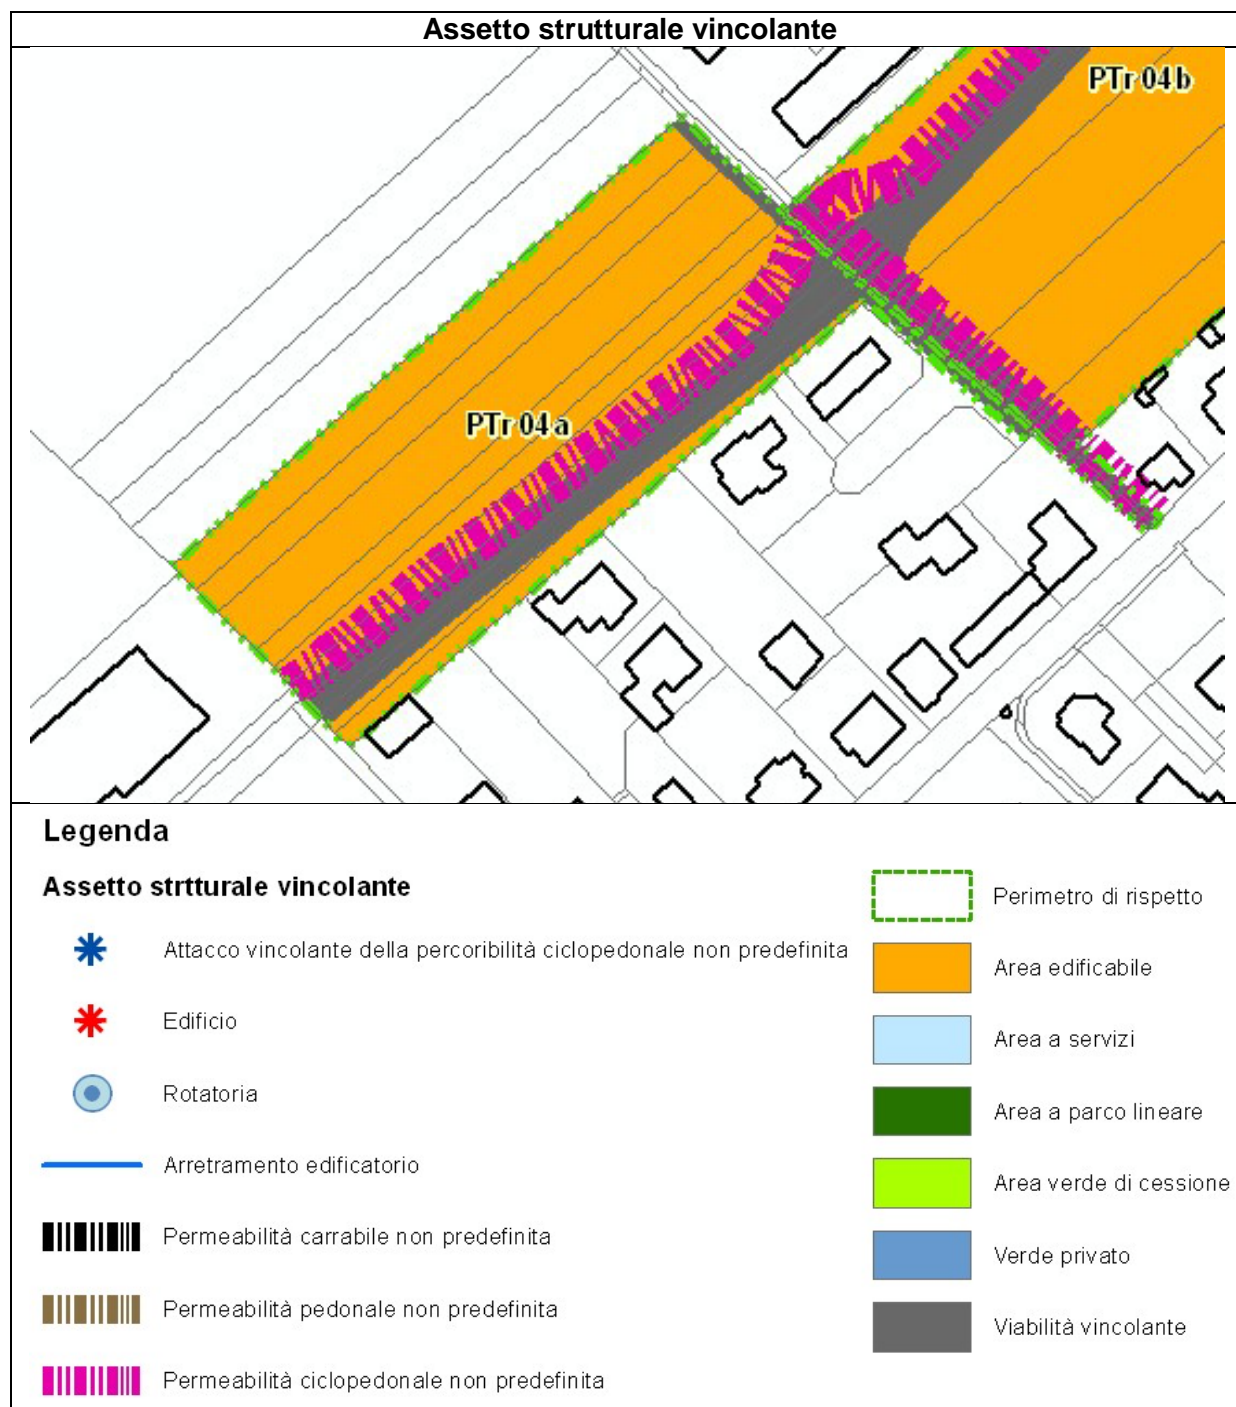 Assetto strutturale vincolante
PTr 04b
PTr 04a
Legenda
Assetto strtturale vincolante
Attacco vincolante della percoribilità ciclopedonale non predefinita
Edificio
Rotatoria
Arretramento edificatorio
Permeabilità carrabile non predefinita
Permeabilità pedonale non predefinita
Permeabilità ciclopedonale non predefinita
Perimetro di rispetto
Area edificabile
Area a servizi
Area a parco lineare
Area verde di cessione
Verde privato
Viabilità vincolante